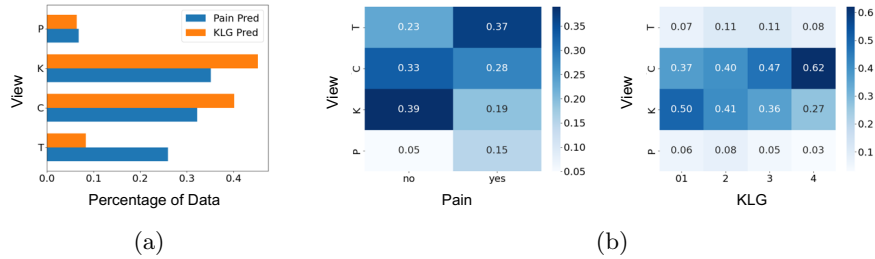 Pain Pred
KLG Pred
P
K
C
T
View
0.0 0.1 0.2 0.3 0.4
Percentage of Data
(a)
View
T 0.23 0.37
C 0.33 0.28
K 0.39 0.19
P 0.05 0.15
no yes
Pain
0.35
0.30
0.25
0.20
0.15
0.10
0.05
View
T 0.07 0.11 0.11 0.08
C 0.37 0.40 0.47 0.62
K 0.50 0.41 0.36 0.27
P 0.06 0.08 0.05 0.03
01 2 3 4
KLG
0.6
0.5
0.4
0.3
0.2
0.1
(b)